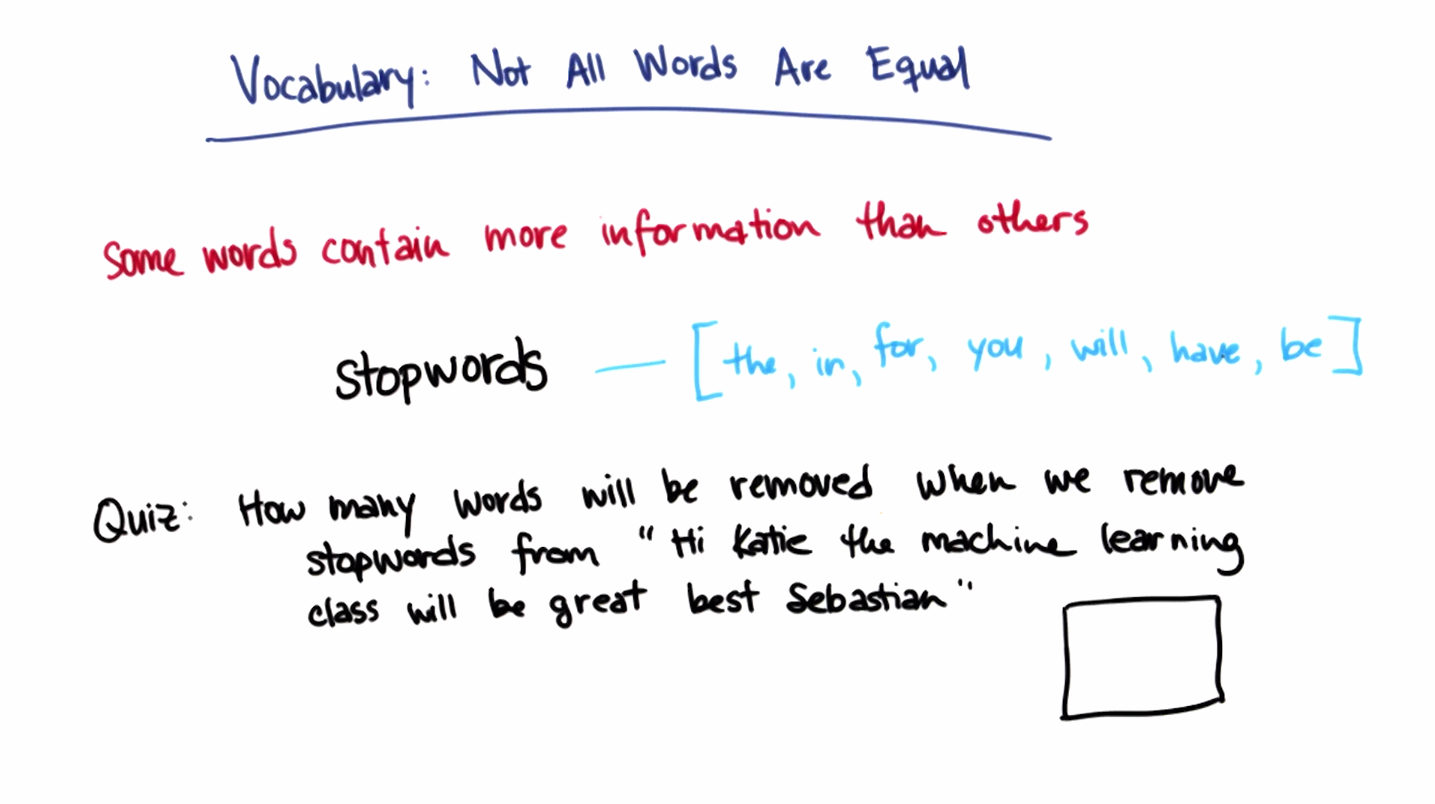 Vocabulary: Not All Words Are Equal
Some words contain more information than others
stopwords — [the, in, for, you, will, have, be]
Quiz: How many words will be removed when we remove
stopwords from "Hi Katie the machine learning
class will be great best Sebastian"